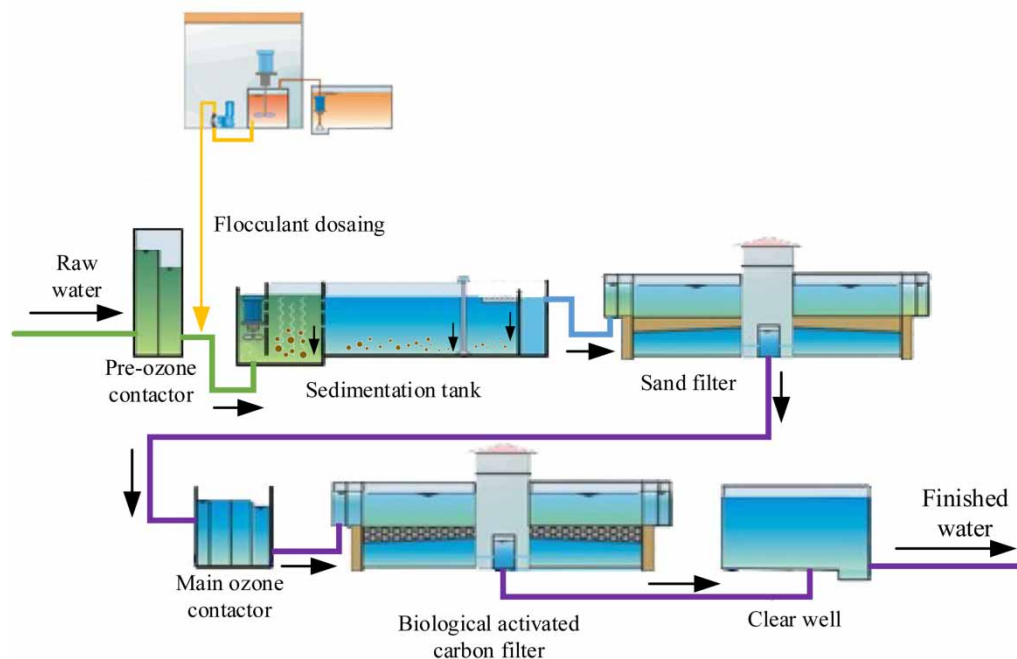 Flocculant dosaing
Raw
water
Pre-ozone
contactor
Sedimentation tank
Sand filter
Main ozone
contactor
Biological activated
carbon filter
Clear well
Finished
water